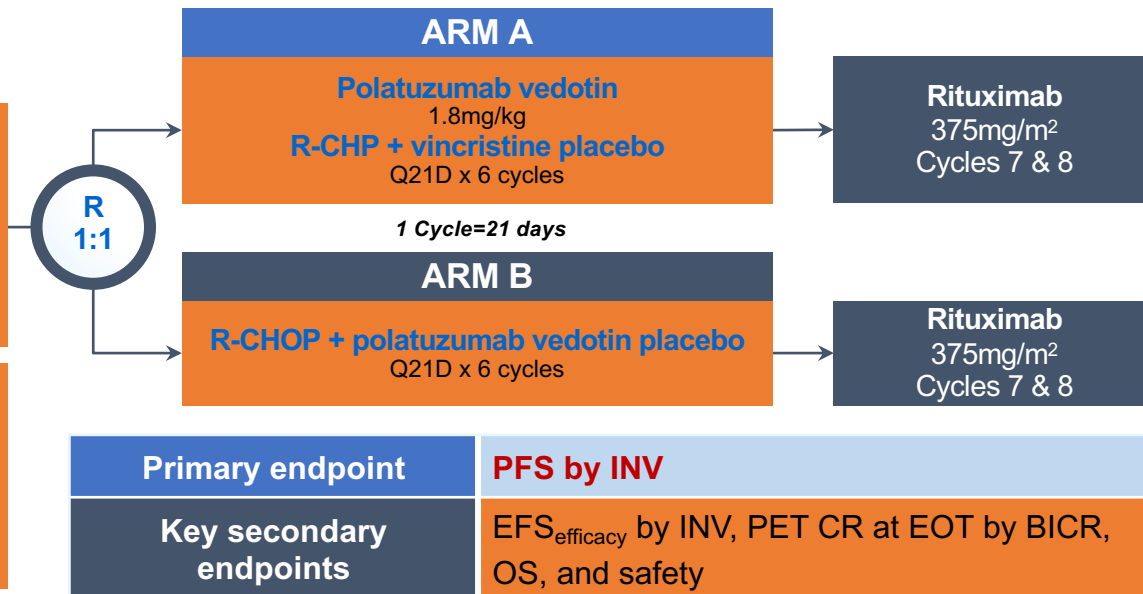 ARM A
Polatuzumab vedotin
1.8mg/kg
R-CHP + vincristine placebo
Q21D x 6 cycles
Rituximab
375mg/m²
Cycles 7 & 8
R
1:1
1 Cycle=21 days
ARM B
R-CHOP + polatuzumab vedotin placebo
Q21D x 6 cycles
Rituximab
375mg/m²
Cycles 7 & 8
Primary endpoint
PFS by INV
Key secondary
endpoints
EFSefficacy by INV, PET CR at EOT by BICR,
OS, and safety